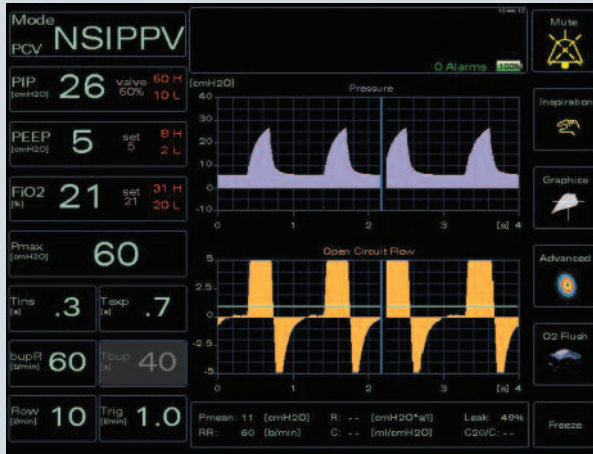 Mode
PCV NSIPPV
0 Alarms 100%
Mute
PIP
[cmH2O]
26
valve
60%
60 H
10 L
PEEP
[cmH2O]
5
set
5
8 H
2 L
FiO2
[%]
21
set
21
31 H
20 L
Pmax
[cmH2O]
60
Tins
[s]
.3
Texp
[s]
.7
bupR
[b/min]
60
Tbup
[s]
40
Flow
[l/min]
10
Trig
[l/min]
1.0
[cmH2O]
Pressure
40
30
20
10
0
-10
0 1 2 3 [s] 4
Open Circuit Flow
5
2.5
0
-2.5
-5
0 1 2 3 [s] 4
Pmean: 11 [cmH2O] R: -- [cmH2O*s/l] Leak: 49%
RR: 60 [b/min] C: -- [ml/cmH2O] C20/C: --
Inspiration
Graphics
Advanced
O2 Flush
Freeze